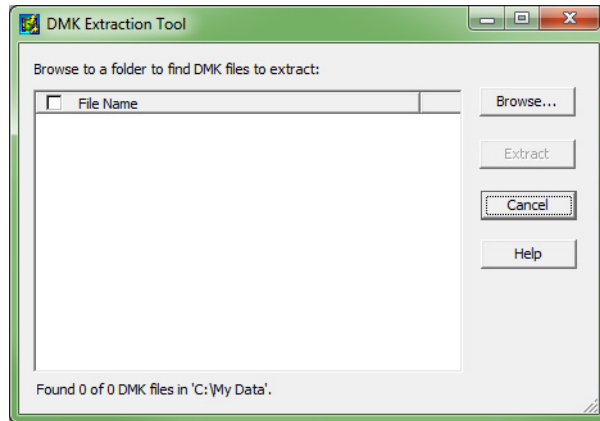 DMK Extraction Tool
Browse to a folder to find DMK files to extract:
File Name
Browse...
Extract
Cancel
Help
Found 0 of 0 DMK files in 'C:\My Data'.